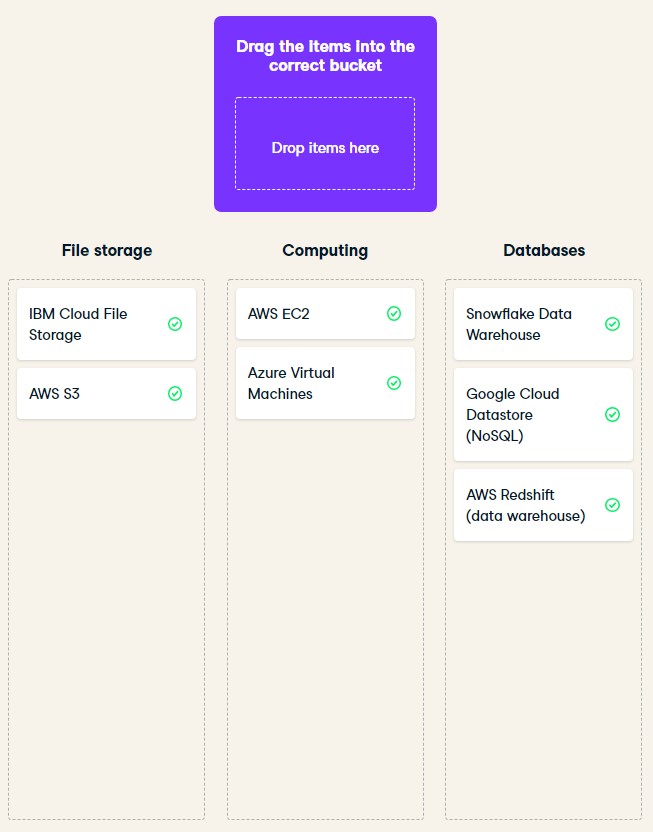 Drag the Items into the
correct bucket
Drop items here
File storage
IBM Cloud File
Storage
AWS S3
Computing
AWS EC2
Azure Virtual
Machines
Databases
Snowflake Data
Warehouse
Google Cloud
Datastore
(NoSQL)
AWS Redshift
(data warehouse)